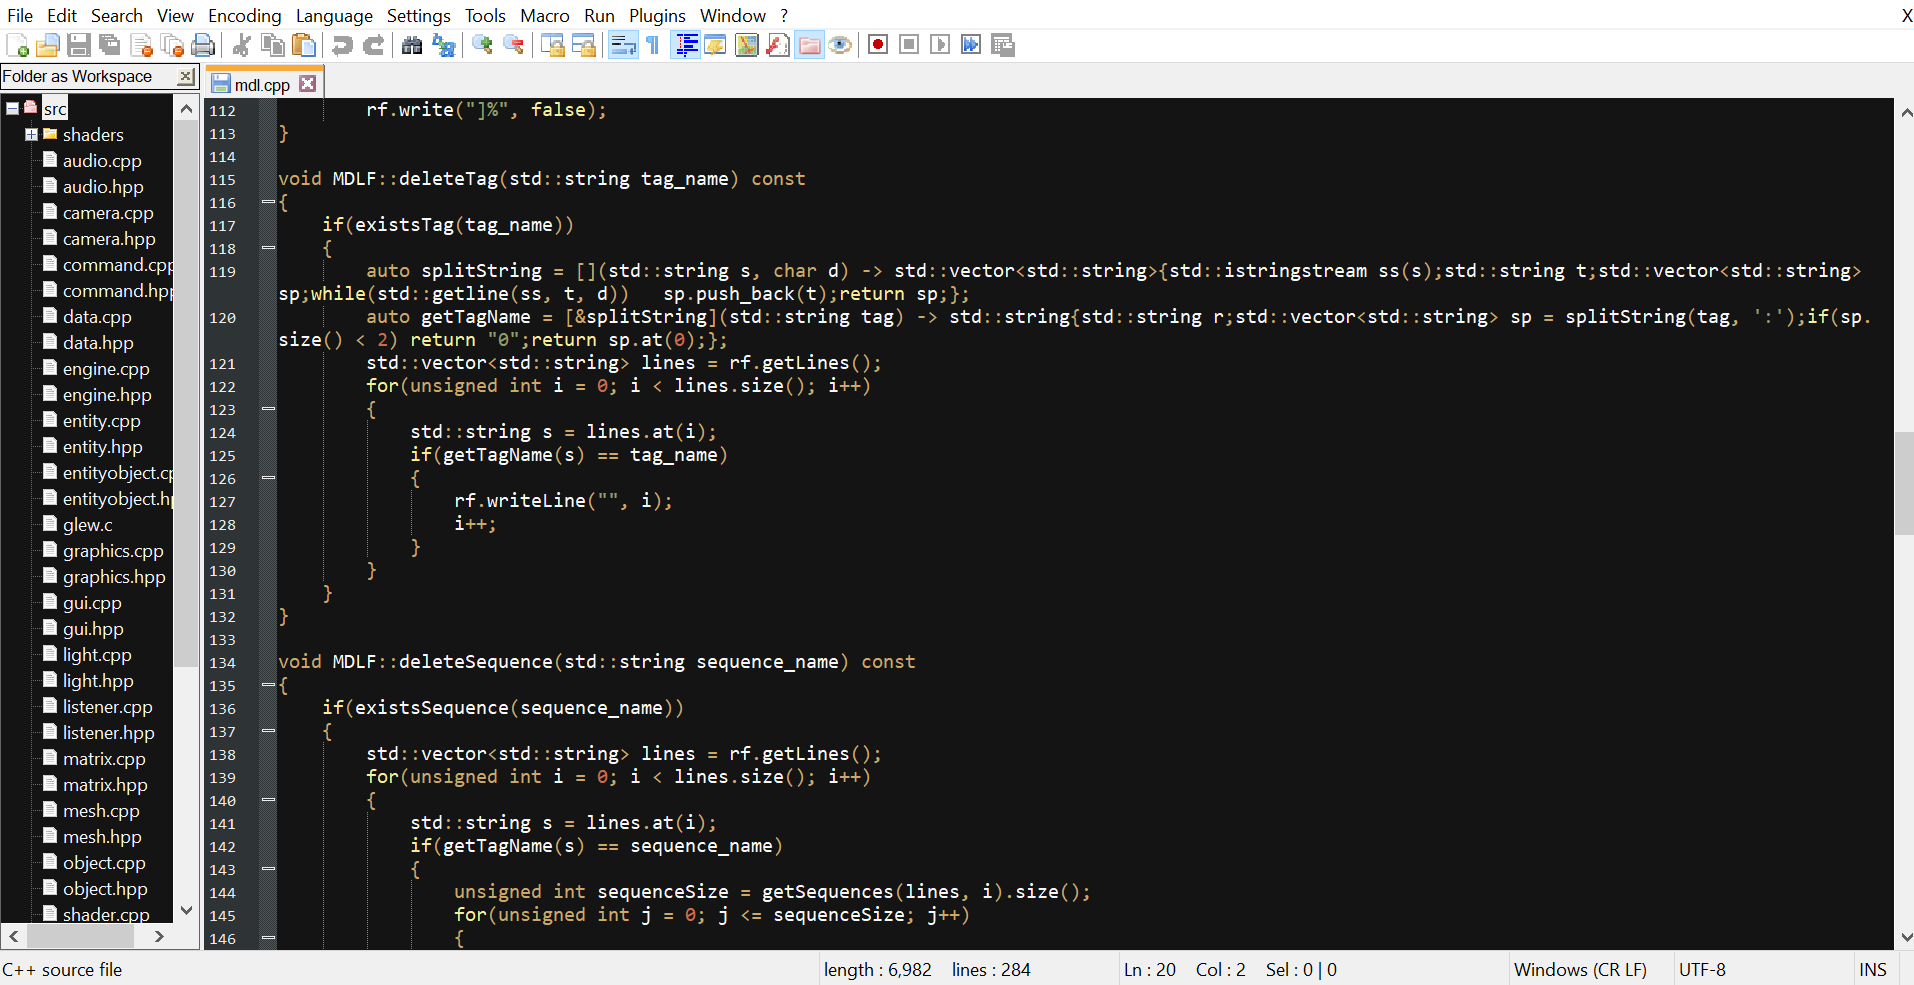 File Edit Search View Encoding Language Settings Tools Macro Run Plugins Window ? X
Folder as Workspace
src
shaders
audio.cpp
audio.hpp
camera.cpp
camera.hpp
command.cpp
command.hpp
data.cpp
data.hpp
engine.cpp
engine.hpp
entity.cpp
entity.hpp
entityobject.cp
entityobject.h
glew.c
graphics.cpp
graphics.hpp
gui.cpp
gui.hpp
light.cpp
light.hpp
listener.cpp
listener.hpp
matrix.cpp
matrix.hpp
mesh.cpp
mesh.hpp
object.cpp
object.hpp
shader.cpp
mdl.cpp
112         rf.write("]%", false);
113 }
114
115 void MDLF::deleteTag(std::string tag_name) const
116 {
117     if(existsTag(tag_name))
118     {
119         auto splitString = [](std::string s, char d) -> std::vector<std::string>{std::istringstream ss(s);std::string t;std::vector<std::string>
sp;while(std::getline(ss, t, d))   sp.push_back(t);return sp;};
120         auto getTagName = [&splitString](std::string tag) -> std::string{std::string r;std::vector<std::string> sp = splitString(tag, ':');if(sp.
size() < 2) return "0";return sp.at(0);};
121         std::vector<std::string> lines = rf.getLines();
122         for(unsigned int i = 0; i < lines.size(); i++)
123         {
124             std::string s = lines.at(i);
125             if(getTagName(s) == tag_name)
126             {
127                 rf.writeLine("", i);
128                 i++;
129             }
130         }
131     }
132 }
133
134 void MDLF::deleteSequence(std::string sequence_name) const
135 {
136     if(existsSequence(sequence_name))
137     {
138         std::vector<std::string> lines = rf.getLines();
139         for(unsigned int i = 0; i < lines.size(); i++)
140         {
141             std::string s = lines.at(i);
142             if(getTagName(s) == sequence_name)
143             {
144                 unsigned int sequenceSize = getSequences(lines, i).size();
145                 for(unsigned int j = 0; j <= sequenceSize; j++)
146                 {
C++ source file length : 6,982 lines : 284 Ln : 20 Col : 2 Sel : 0 | 0 Windows (CR LF) UTF-8 INS